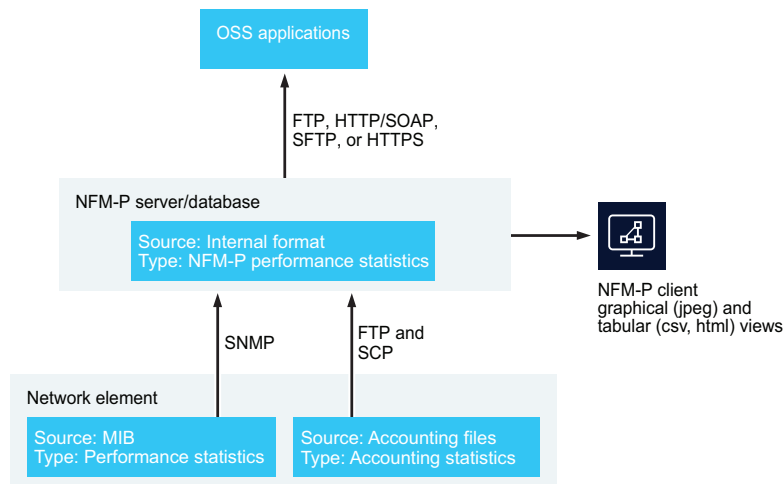 OSS applications
FTP, HTTP/SOAP,
SFTP, or HTTPS
NFM-P server/database
Source: Internal format
Type: NFM-P performance statistics
NFM-P client
graphical (jpeg) and
tabular (csv, html) views
SNMP
FTP and
SCP
Network element
Source: MIB
Type: Performance statistics
Source: Accounting files
Type: Accounting statistics